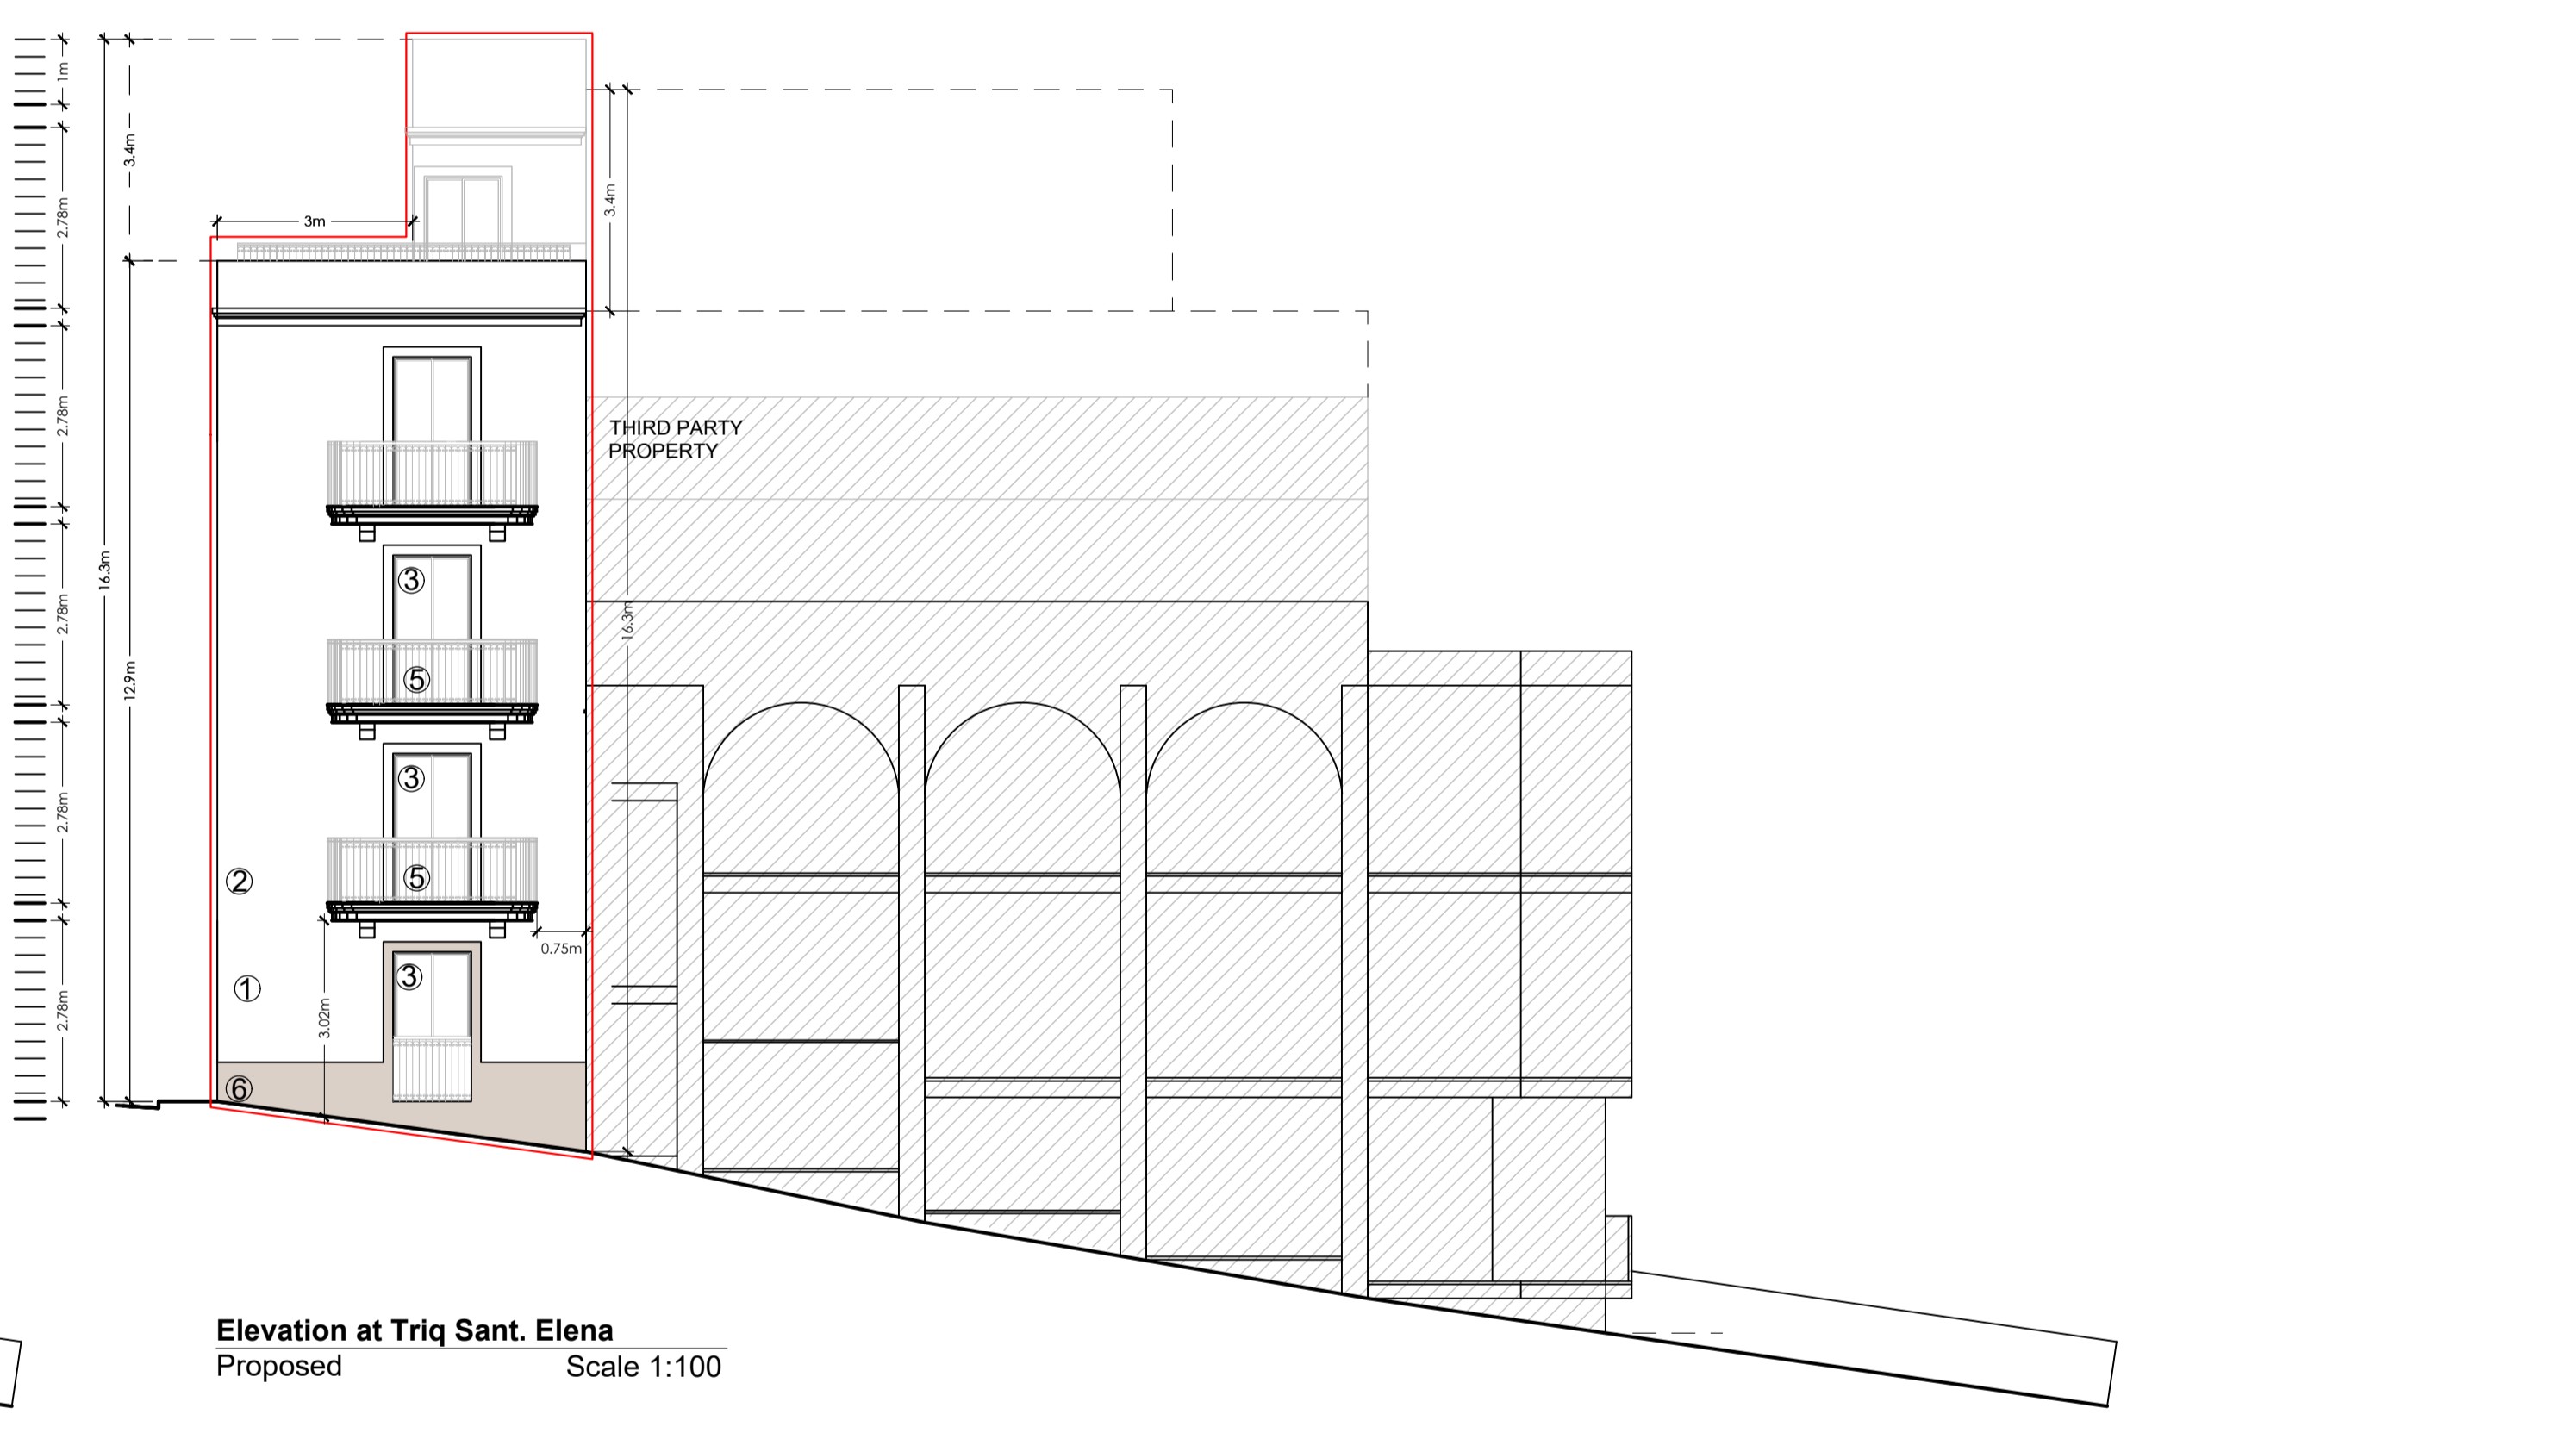 1m
3.4m
2.78m
3m
3.4m
2.78m
THIRD PARTY
PROPERTY
16.3m
3
2.78m
16.3m
12.9m
5
3
2.78m
5
2
0.75m
3
1
2.78m
3.02m
6
Elevation at Triq Sant. Elena
Proposed Scale 1:100